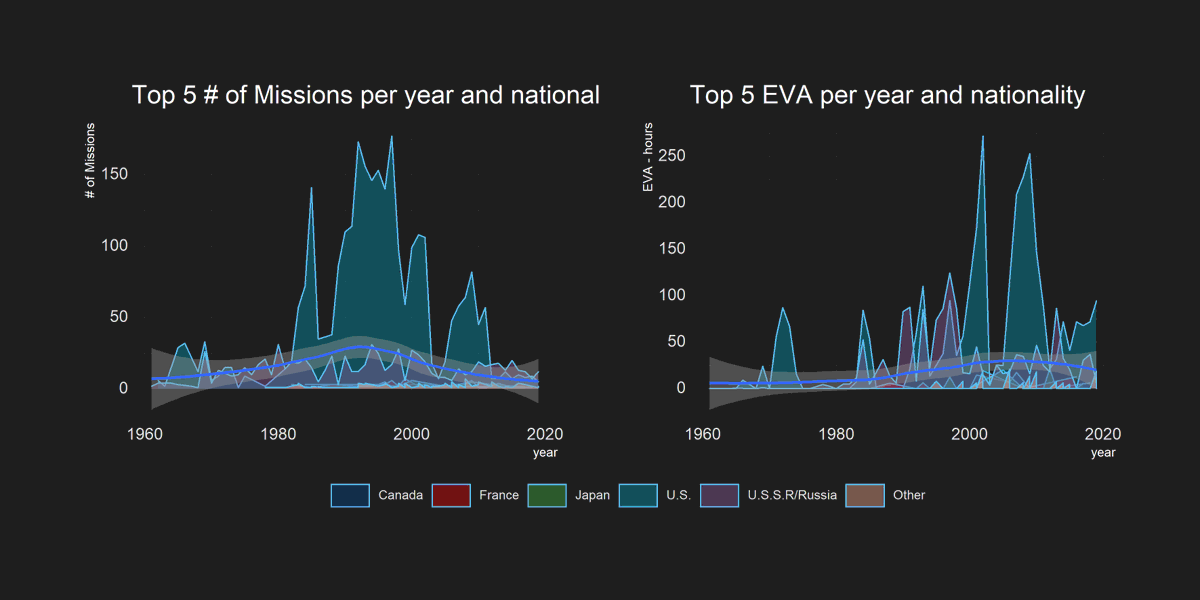 Top 5 # of Missions per year and national
# of Missions
150
100
50
0
1960 1980 2000 2020
year
Top 5 EVA per year and nationality
EVA - hours
250
200
150
100
50
0
1960 1980 2000 2020
year
Canada France Japan U.S. U.S.S.R/Russia Other